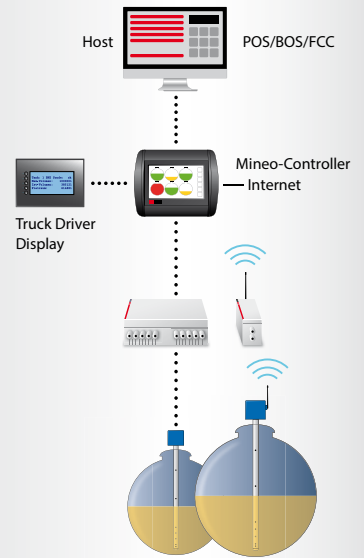 Host
POS/BOS/FCC
Mineo-Controller
Internet
Truck Driver
Display